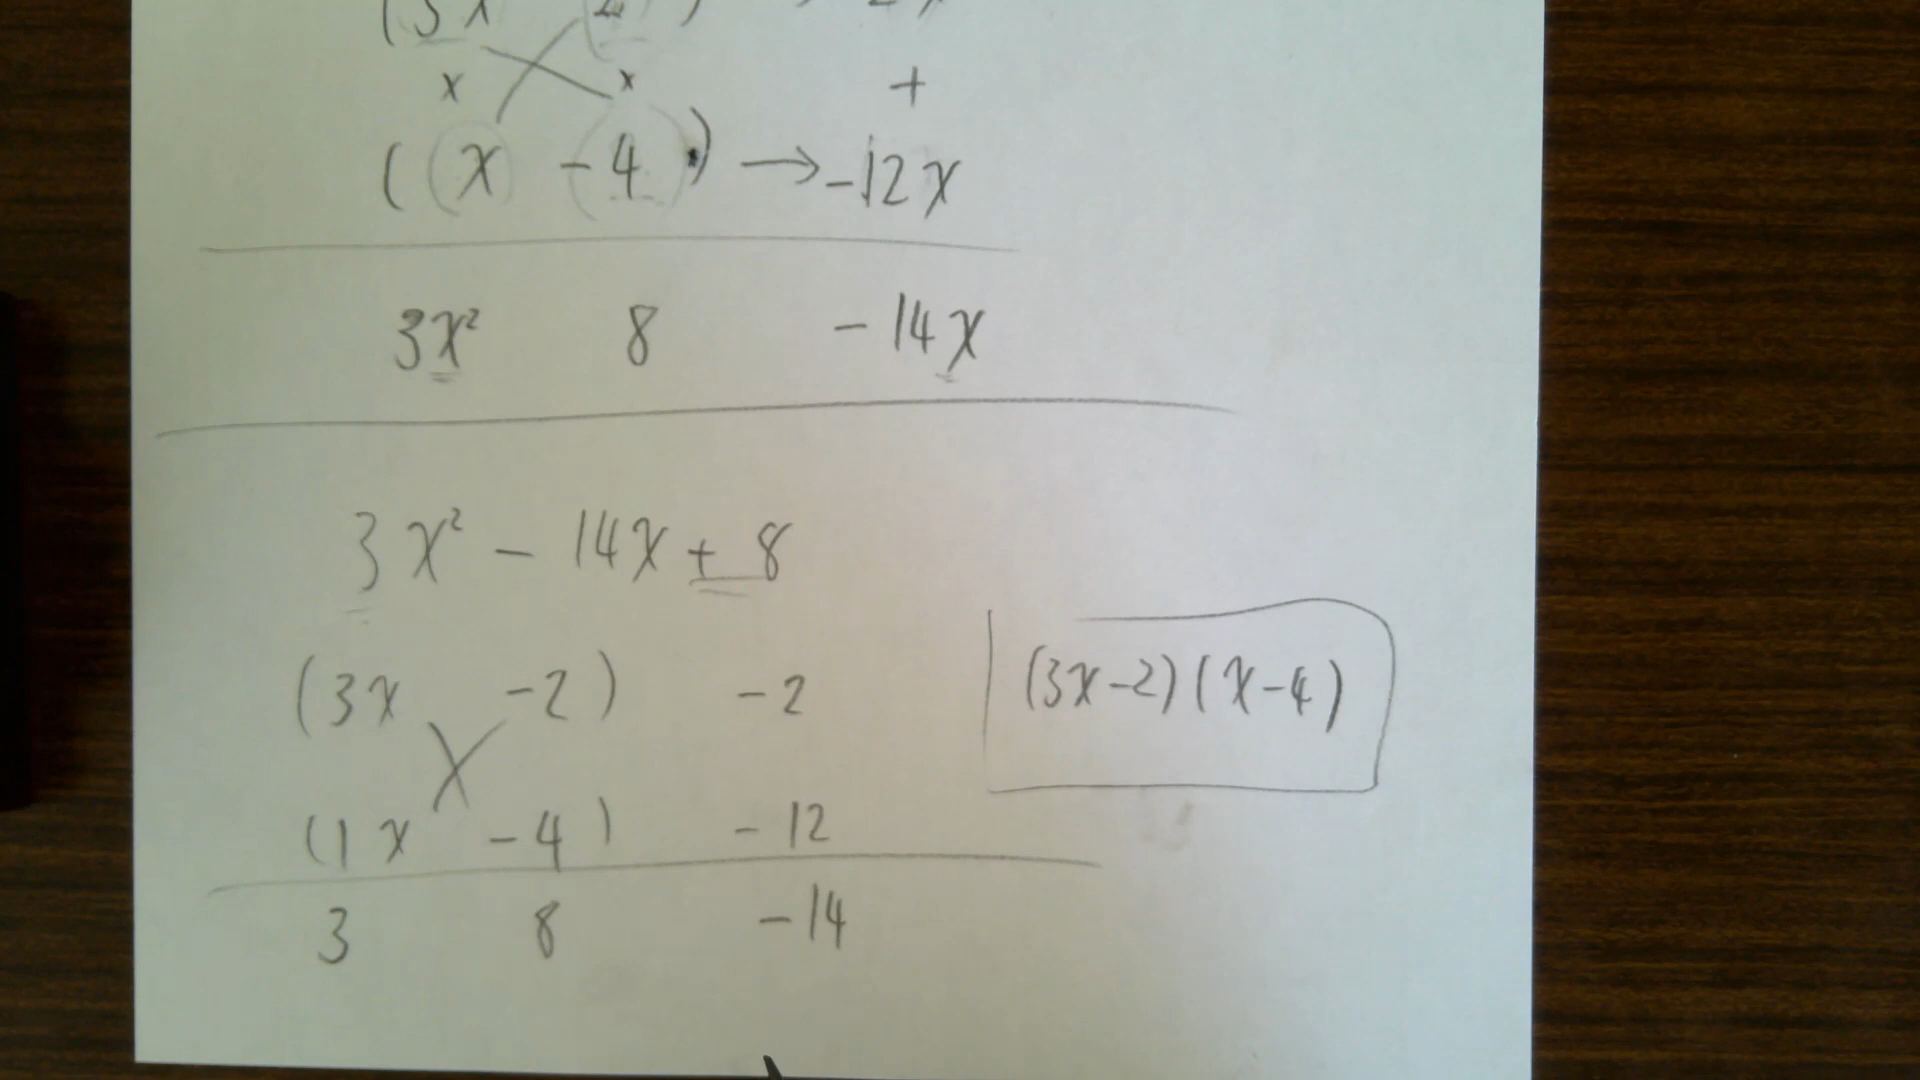 (3x
x x +
(x -4) → -12x
3x² 8 -14x
3x² - 14x + 8
(3x -2) -2
(3x-2)(x-4)
(1x -4) -12
3 8 -14